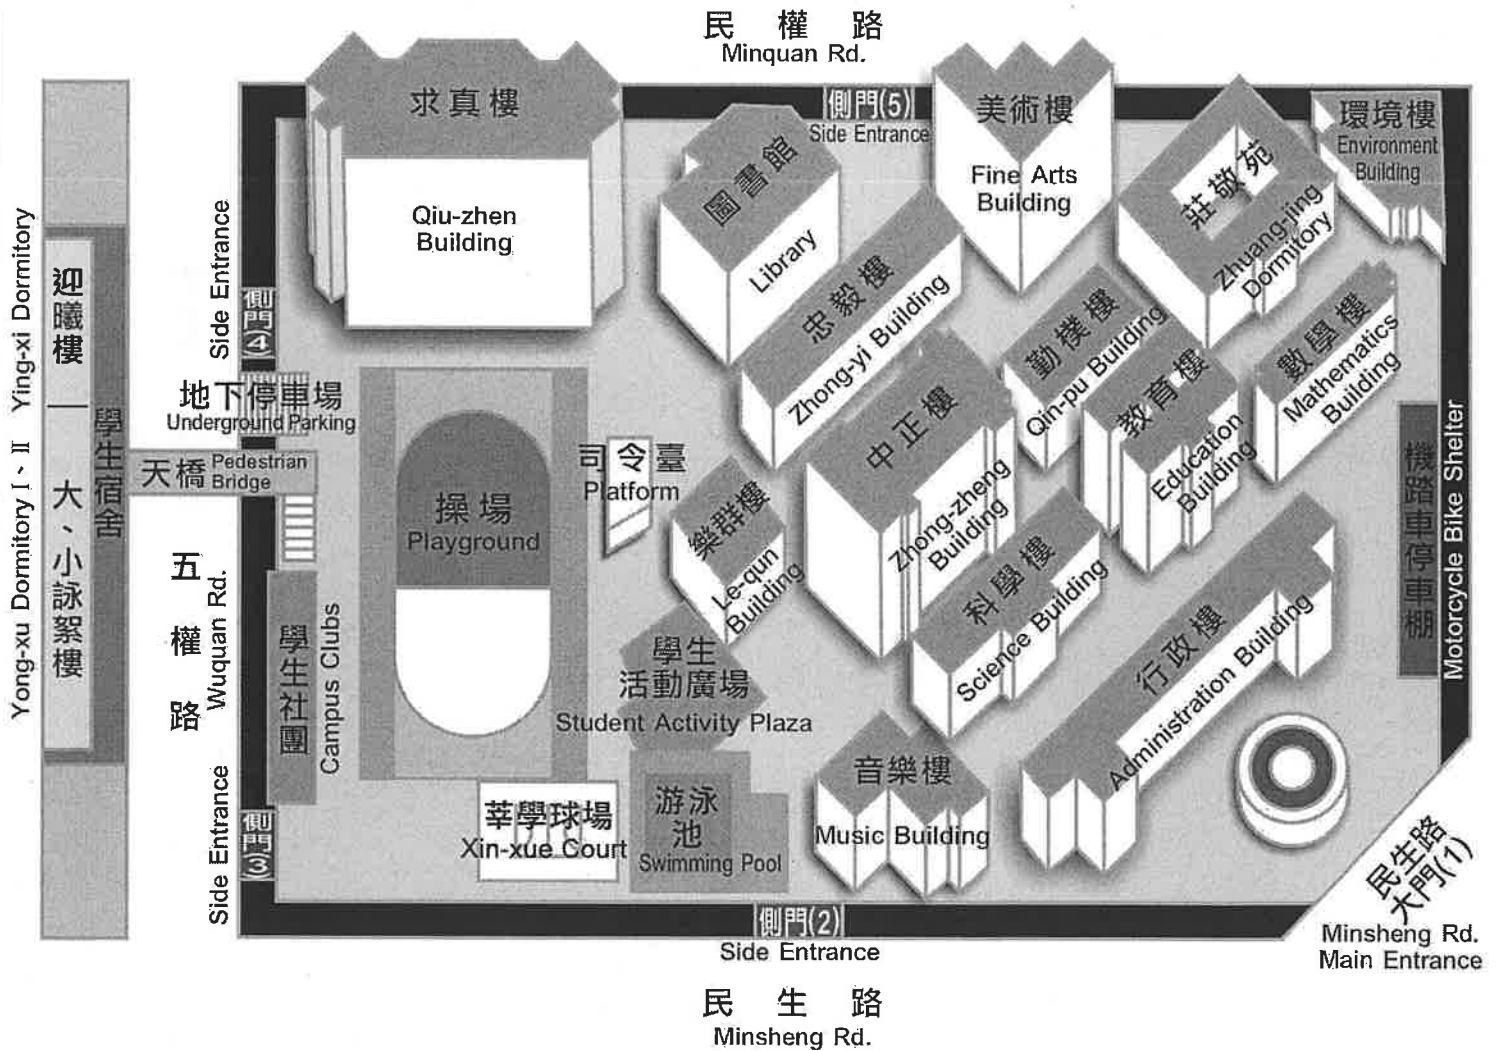 民 權 路
Minquan Rd.
求真樓
Qiu-zhen
Building
側門(5)
Side Entrance
圖書館
Library
美術樓
Fine Arts
Building
莊敬苑
Zhuang-jing
Dormitory
環境樓
Environment
Building
忠毅樓
Zhong-yi Building
勤樸樓
Qin-pu Building
教育樓
Education
Building
數學樓
Mathematics
Building
中正樓
Zhong-zheng
Building
科學樓
Science Building
行政樓
Administration Building
機踏車停車棚
Motorcycle Bike Shelter
Side Entrance
側門(4)
地下停車場
Underground Parking
天橋
Pedestrian
Bridge
Ying-xi Dormitory
Yong-xu Dormitory I、II
迎曦樓
大、小詠絮樓
學生宿舍
五權路
Wuquan Rd.
學生社團
Campus Clubs
操場
Playground
司令臺
Platform
樂群樓
Le-qun
Building
學生
活動廣場
Student Activity Plaza
音樂樓
Music Building
莘學球場
Xin-xue Court
游泳
池
Swimming Pool
側門(3)
Side Entrance
側門(2)
Side Entrance
民生路
大門(1)
Minsheng Rd.
Main Entrance
民 生 路
Minsheng Rd.